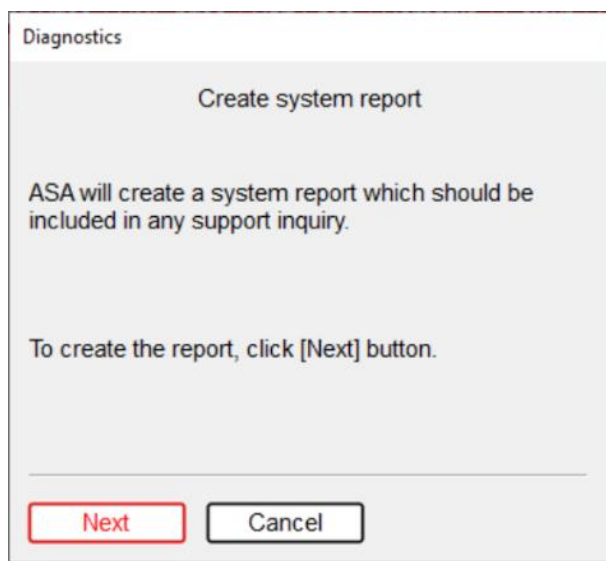 Diagnostics
Create system report
ASA will create a system report which should be
included in any support inquiry.
To create the report, click [Next] button.
Next
Cancel